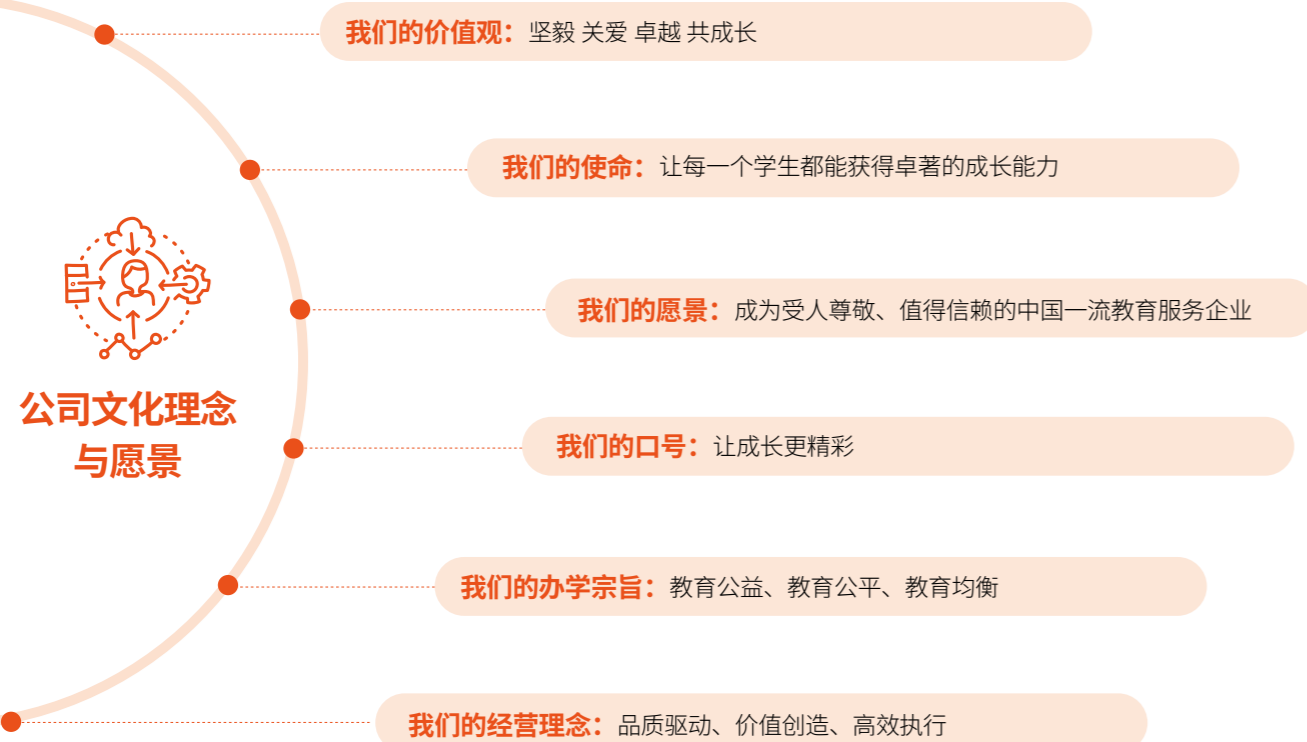 我们的价值观：坚毅 关爱 卓越 共成长
我们的使命：让每一个学生都能获得卓著的成长能力
我们的愿景：成为受人尊敬、值得信赖的中国一流教育服务企业
公司文化理念
与愿景
我们的口号：让成长更精彩
我们的办学宗旨：教育公益、教育公平、教育均衡
我们的经营理念：品质驱动、价值创造、高效执行